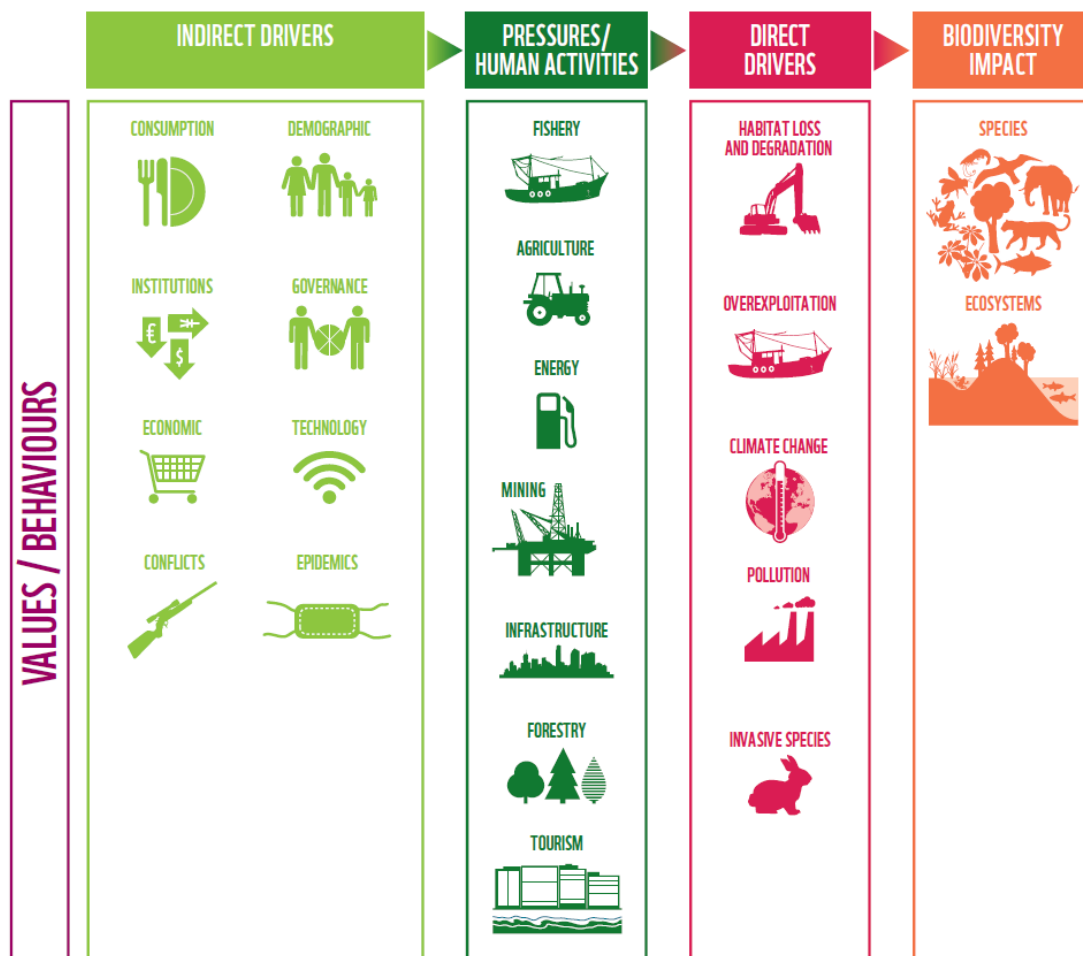 INDIRECT DRIVERS
PRESSURES/
HUMAN ACTIVITIES
DIRECT
DRIVERS
BIODIVERSITY
IMPACT
VALUES / BEHAVIOURS
CONSUMPTION
DEMOGRAPHIC
INSTITUTIONS
€
$
GOVERNANCE
ECONOMIC
TECHNOLOGY
CONFLICTS
EPIDEMICS
FISHERY
AGRICULTURE
ENERGY
MINING
INFRASTRUCTURE
FORESTRY
TOURISM
HABITAT LOSS
AND DEGRADATION
OVEREXPLOITATION
CLIMATE CHANGE
POLLUTION
INVASIVE SPECIES
SPECIES
ECOSYSTEMS